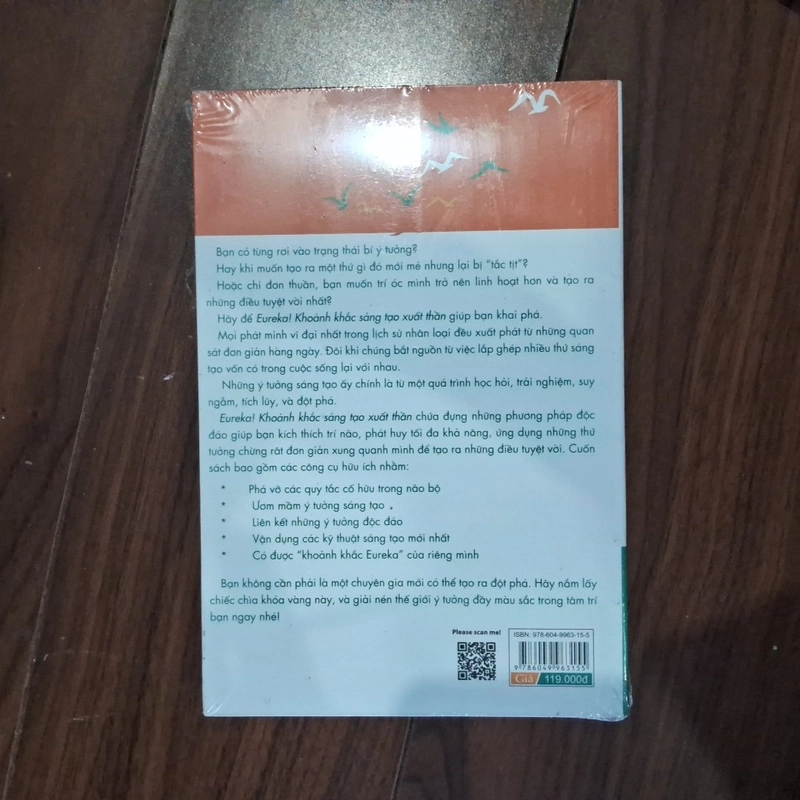 Bạn có từng rơi vào trạng thái bí ý tưởng?
Hay khi muốn tạo ra một thứ gì đó mới mẻ nhưng lại bị “tắc tịt”?
Hoặc chỉ đơn thuần, bạn muốn trí óc mình trở nên linh hoạt hơn và tạo ra
những điều tuyệt vời nhất?
Hãy để Eureka! Khoảnh khắc sáng tạo xuất thần giúp bạn khai phá.
Mọi phát minh vĩ đại nhất trong lịch sử nhân loại đều xuất phát từ những quan
sát đơn giản hàng ngày. Đôi khi chúng bắt nguồn từ việc lắp ghép nhiều thứ sáng
tạo vốn có trong cuộc sống lại với nhau.
Những ý tưởng sáng tạo ấy chính là từ một quá trình học hỏi, trải nghiệm, suy
ngẫm, tích lũy, và đột phá.
Eureka! Khoảnh khắc sáng tạo xuất thần chứa đựng những phương pháp độc
đáo giúp bạn kích thích trí não, phát huy tối đa khả năng, ứng dụng những thứ
tưởng chừng rất đơn giản xung quanh mình để tạo ra những điều tuyệt vời. Cuốn
sách bao gồm các công cụ hữu ích nhằm:
* Phá vỡ các quy tắc cố hữu trong não bộ
* Ươm mầm ý tưởng sáng tạo
* Liên kết những ý tưởng độc đáo
* Vận dụng các kỹ thuật sáng tạo mới nhất
* Có được “khoảnh khắc Eureka” của riêng mình
Bạn không cần phải là một chuyên gia mới có thể tạo ra đột phá. Hãy nắm lấy
chiếc chìa khóa vàng này, và giải nén thế giới ý tưởng đầy màu sắc trong tâm trí
bạn ngay nhé!
Please scan me!
ISBN: 978-604-9963-15-5
9 786049 963155
Giá 119.000đ